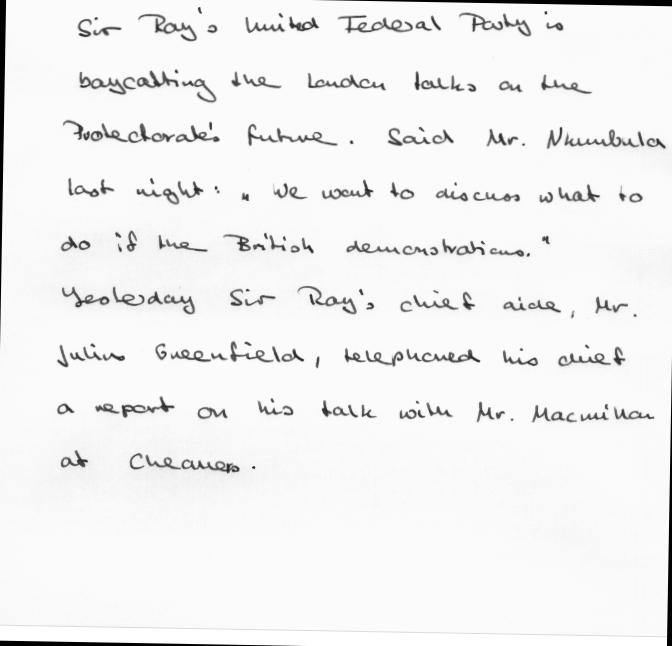 Sir Roy's United Federal Party is
boycotting the London talks on the
Protectorate's future. Said Mr. Nkumbula
last night: "We want to discuss what to
do if the British demonstrations."
Yesterday Sir Roy's chief aide, Mr.
Julius Greenfield, telephoned his chief
a report on his talk with Mr. Macmillan
at Chequers.